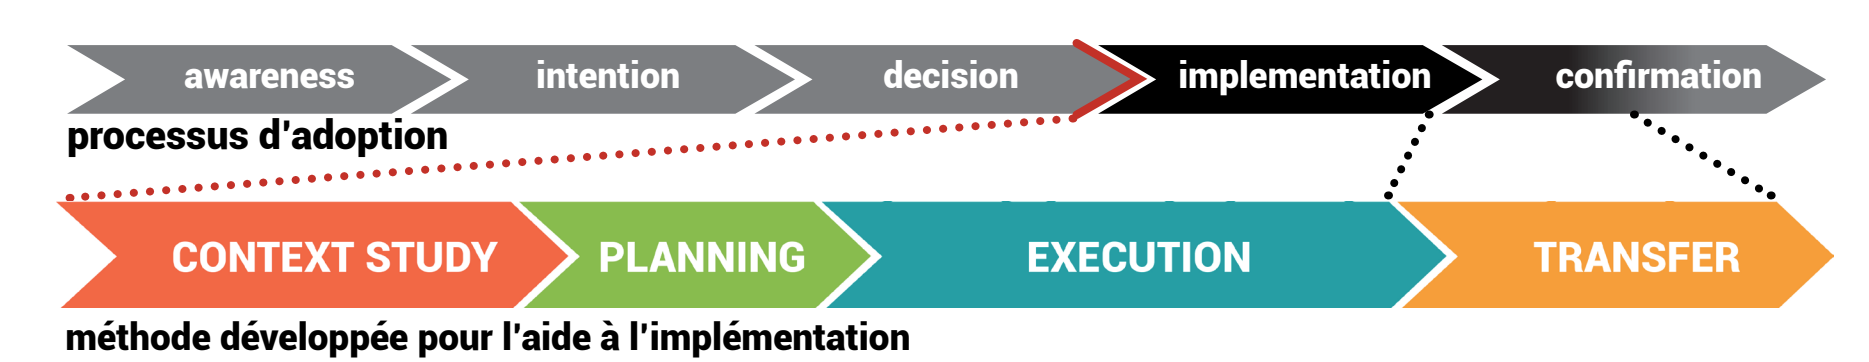 awareness intention decision implementation confirmation
processus d'adoption
CONTEXT STUDY PLANNING EXECUTION TRANSFER
méthode développée pour l'aide à l'implémentation